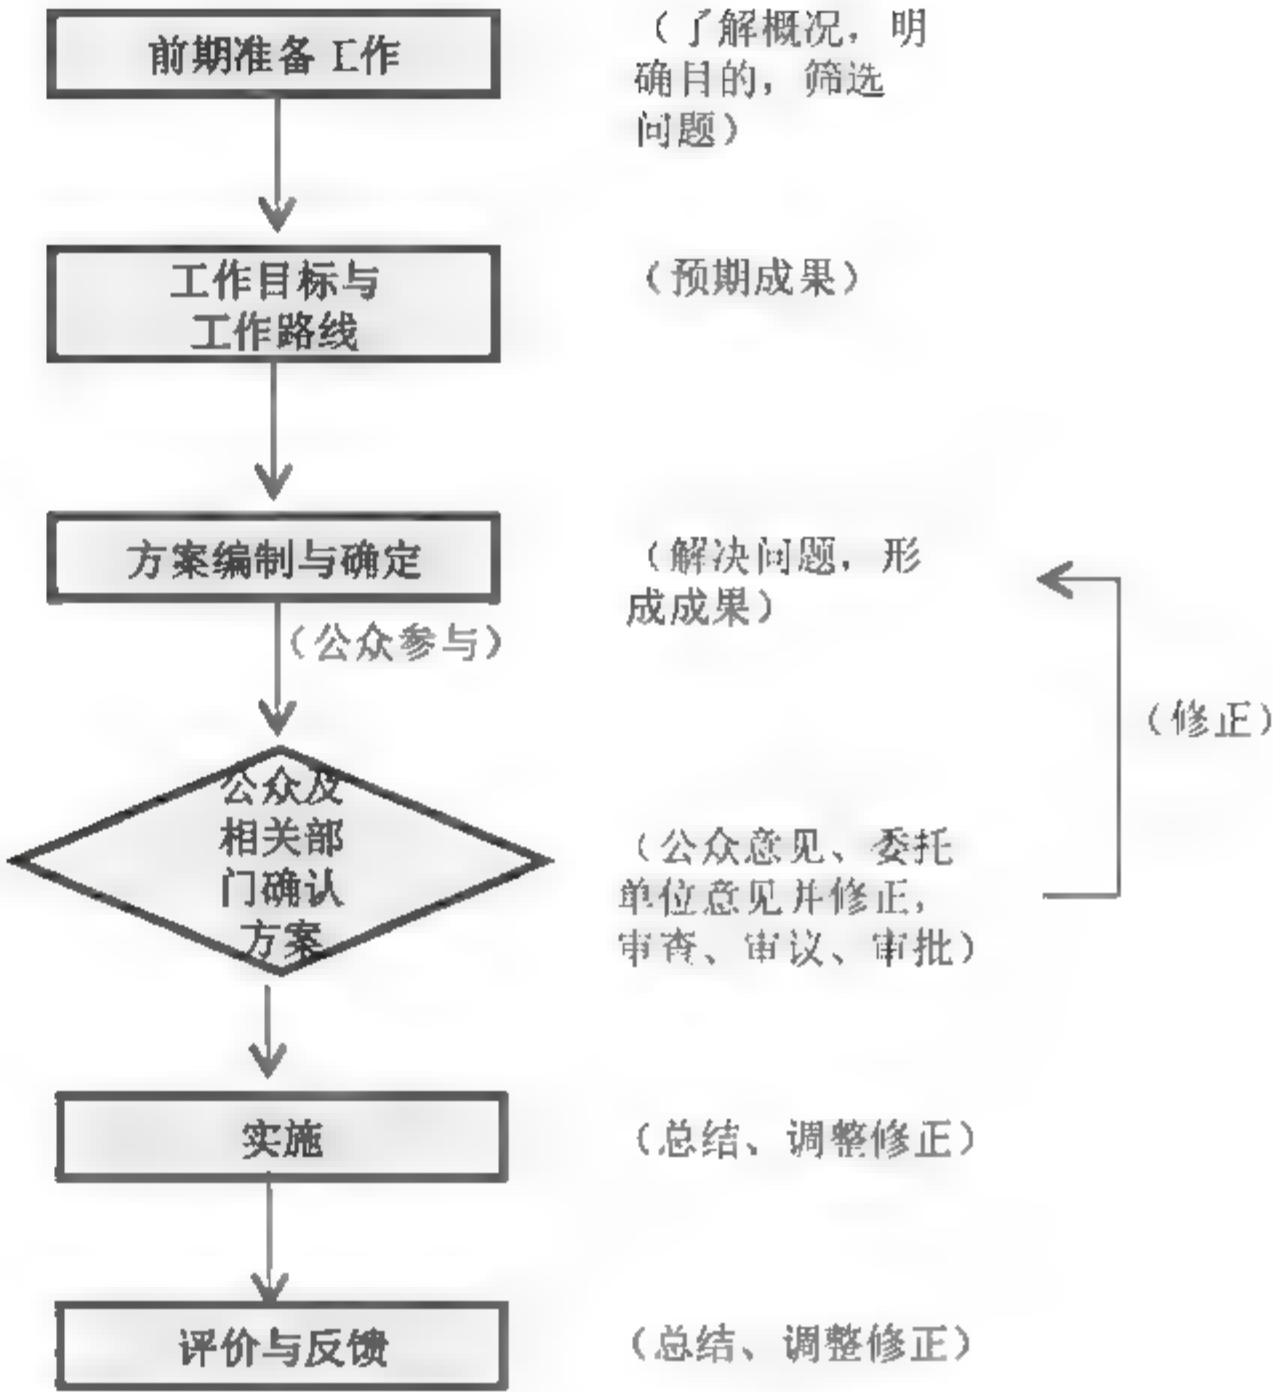 前期准备工作
（了解概况，明
确目的，筛选
问题）
工作目标与
工作路线
（预期成果）
方案编制与确定
（解决问题，形
成成果）
（公众参与）
（修正）
公众及
相关部
门确认
方案
（公众意见、委托
单位意见并修正，
审查、审议、审批）
实施
（总结、调整修正）
评价与反馈
（总结、调整修正）